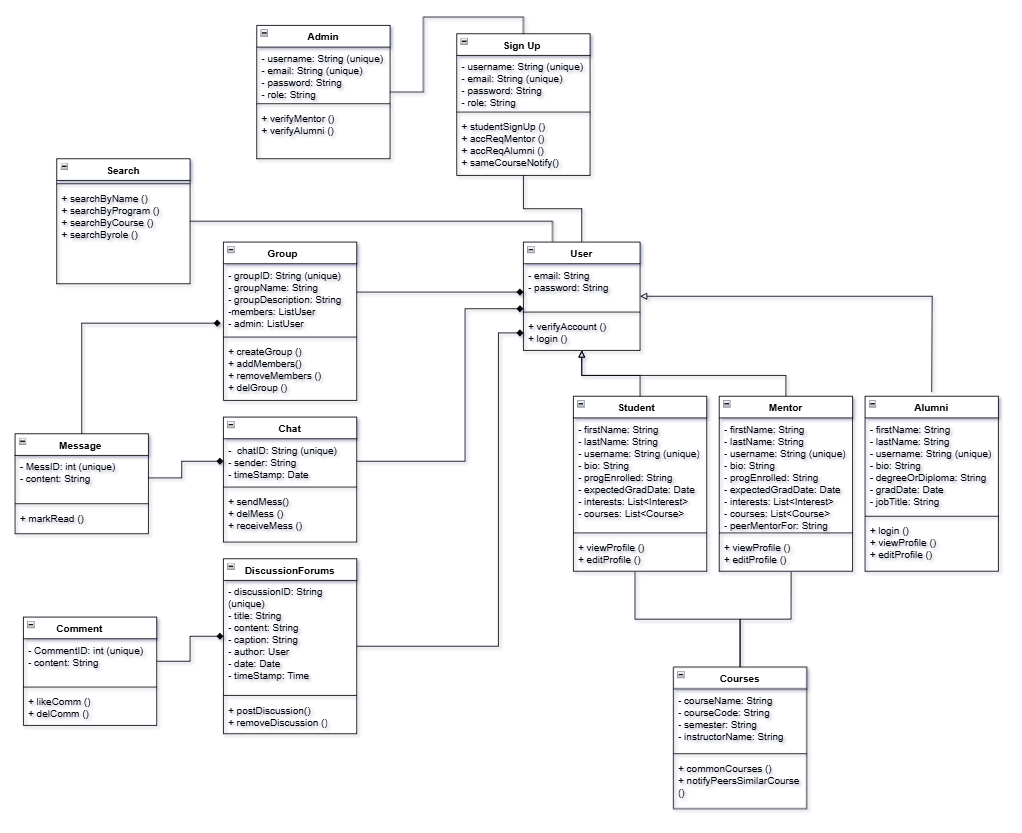 Admin
- username: String (unique)
- email: String (unique)
- password: String
- role: String
+ verifyMentor ()
+ verifyAlumni ()
Sign Up
- username: String (unique)
- email: String (unique)
- password: String
- role: String
+ studentSignUp ()
+ accReqMentor ()
+ accReqAlumni ()
+ sameCourseNotify()
Search
+ searchByName ()
+ searchByProgram ()
+ searchByCourse ()
+ searchByrole ()
Group
- groupID: String (unique)
- groupName: String
- groupDescription: String
-members: ListUser
- admin: ListUser
+ createGroup ()
+ addMembers()
+ removeMembers ()
+ delGroup ()
User
- email: String
- password: String
+ verifyAccount ()
+ login ()
Message
- MessID: int (unique)
- content: String
+ markRead ()
Chat
- chatID: String (unique)
- sender: String
- timeStamp: Date
+ sendMess()
+ delMess ()
+ receiveMess ()
Student
- firstName: String
- lastName: String
- username: String (unique)
- bio: String
- progEnrolled: String
- expectedGradDate: Date
- interests: List<Interest>
- courses: List<Course>
+ viewProfile ()
+ editProfile ()
Mentor
- firstName: String
- lastName: String
- username: String (unique)
- bio: String
- progEnrolled: String
- expectedGradDate: Date
- interests: List<Interest>
- courses: List<Course>
- peerMentorFor: String
+ viewProfile ()
+ editProfile ()
Alumni
- firstName: String
- lastName: String
- username: String (unique)
- bio: String
- degreeOrDiploma: String
- gradDate: Date
- jobTitle: String
+ login ()
+ viewProfile ()
+ editProfile ()
DiscussionForums
- discussionID: String
(unique)
- title: String
- content: String
- caption: String
- author: User
- date: Date
- timeStamp: Time
+ postDiscussion()
+ removeDiscussion ()
Comment
- CommentID: int (unique)
- content: String
+ likeComm ()
+ delComm ()
Courses
- courseName: String
- courseCode: String
- semester: String
- instructorName: String
+ commonCourses ()
+ notifyPeersSimilarCourse
()